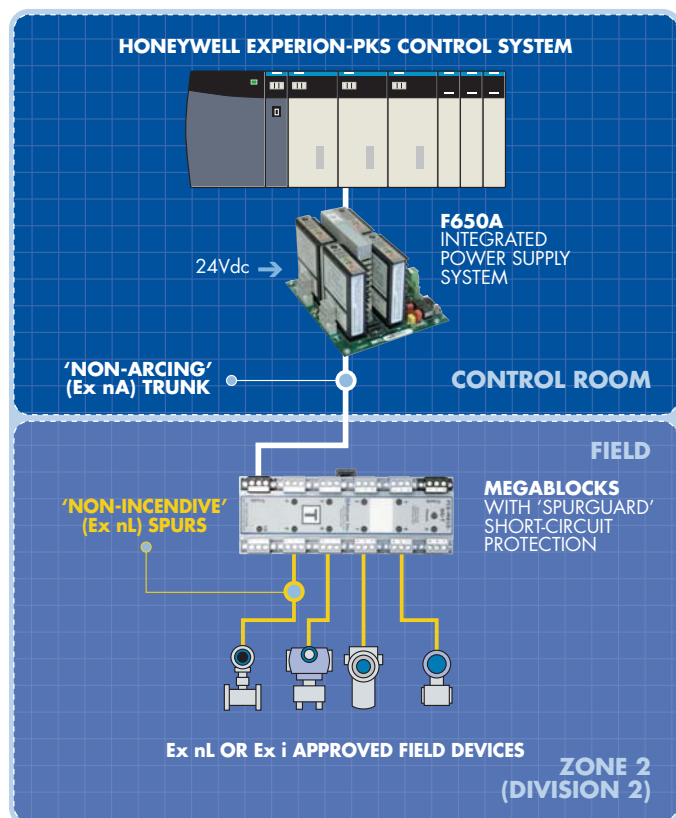 HONEYWELL EXPERION-PKS CONTROL SYSTEM
F650A
INTEGRATED
POWER SUPPLY
SYSTEM
24Vdc
‘NON-ARCING’
(Ex nA) TRUNK
CONTROL ROOM
FIELD
MEGABLOCKS
WITH ‘SPURGUARD’
SHORT-CIRCUIT
PROTECTION
‘NON-INCENDIVE’
(Ex nL) SPURS
T
Ex nL OR Ex i APPROVED FIELD DEVICES
ZONE 2
(DIVISION 2)